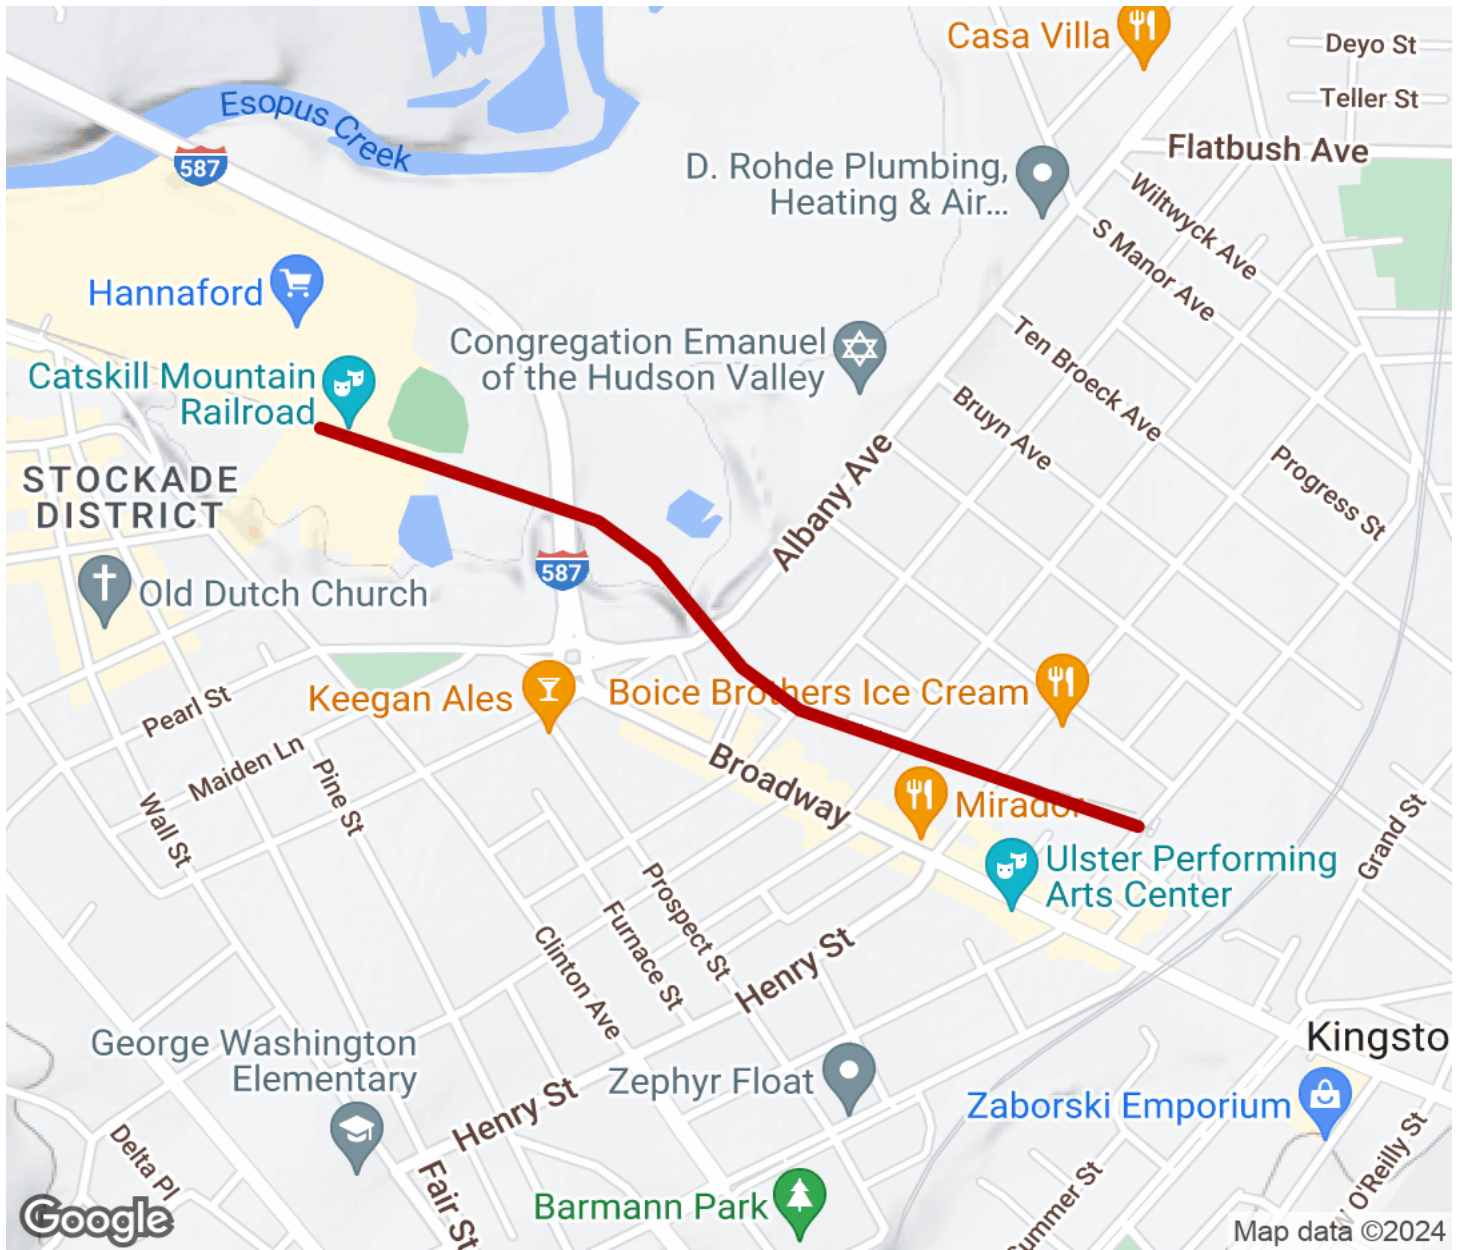 Casa Villa
Deyo St
Teller St
Esopus Creek
Flatbush Ave
587
D. Rohde Plumbing,
Heating & Air...
Wiltwyck Ave
S Manor Ave
Hannaford
Congregation Emanuel
of the Hudson Valley
Ten Broeck Ave
Catskill Mountain
Railroad
Bruyn Ave
Progress St
STOCKADE
DISTRICT
Albany Ave
587
Old Dutch Church
Keegan Ales
Boice Brothers Ice Cream
Pearl St
Maiden Ln
Broadway
Pine St
Wall St
Mirador
Grand St
Ulster Performing
Arts Center
Prospect St
Furnace St
Clinton Ave
Henry St
George Washington
Elementary
Kingsto
Zephyr Float
Zaborski Emporium
Henry St
Delta Pl
W O'Reilly St
Fair St
Barmann Park
Summer St
Google
Map data ©2024